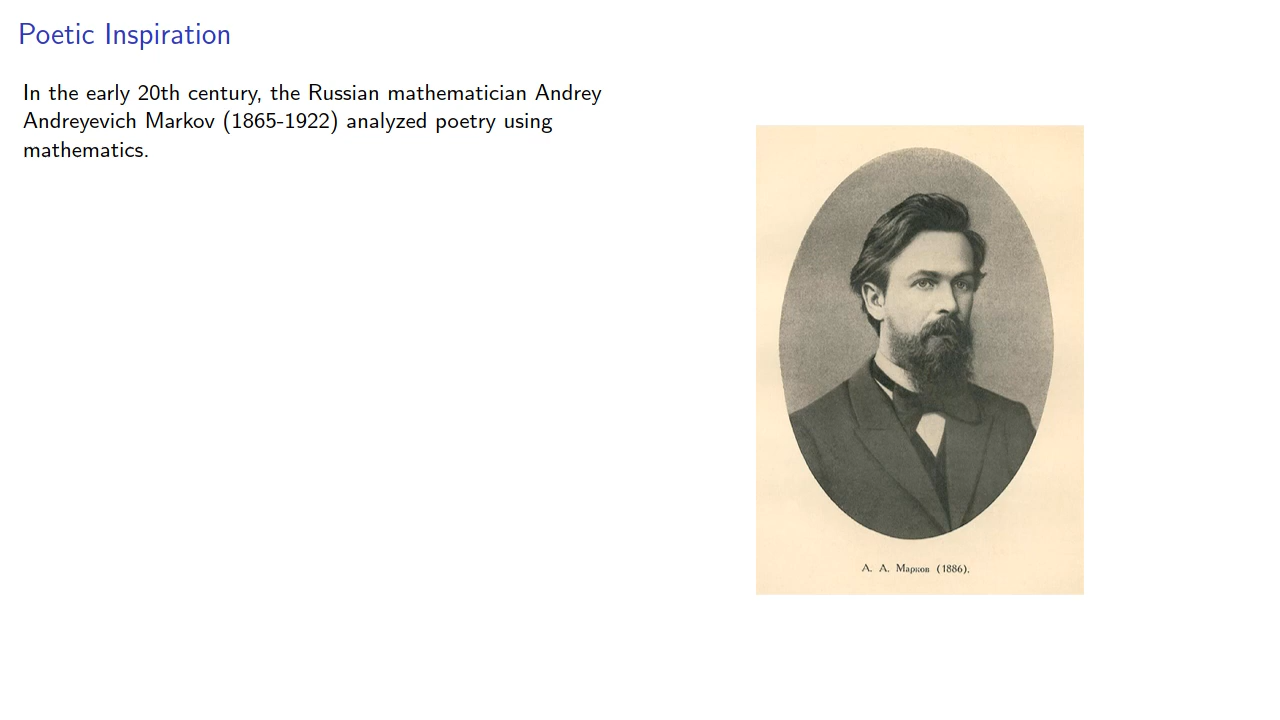 Poetic Inspiration
In the early 20th century, the Russian mathematician Andrey
Andreyevich Markov (1865-1922) analyzed poetry using
mathematics.
А. А. Марков (1886).